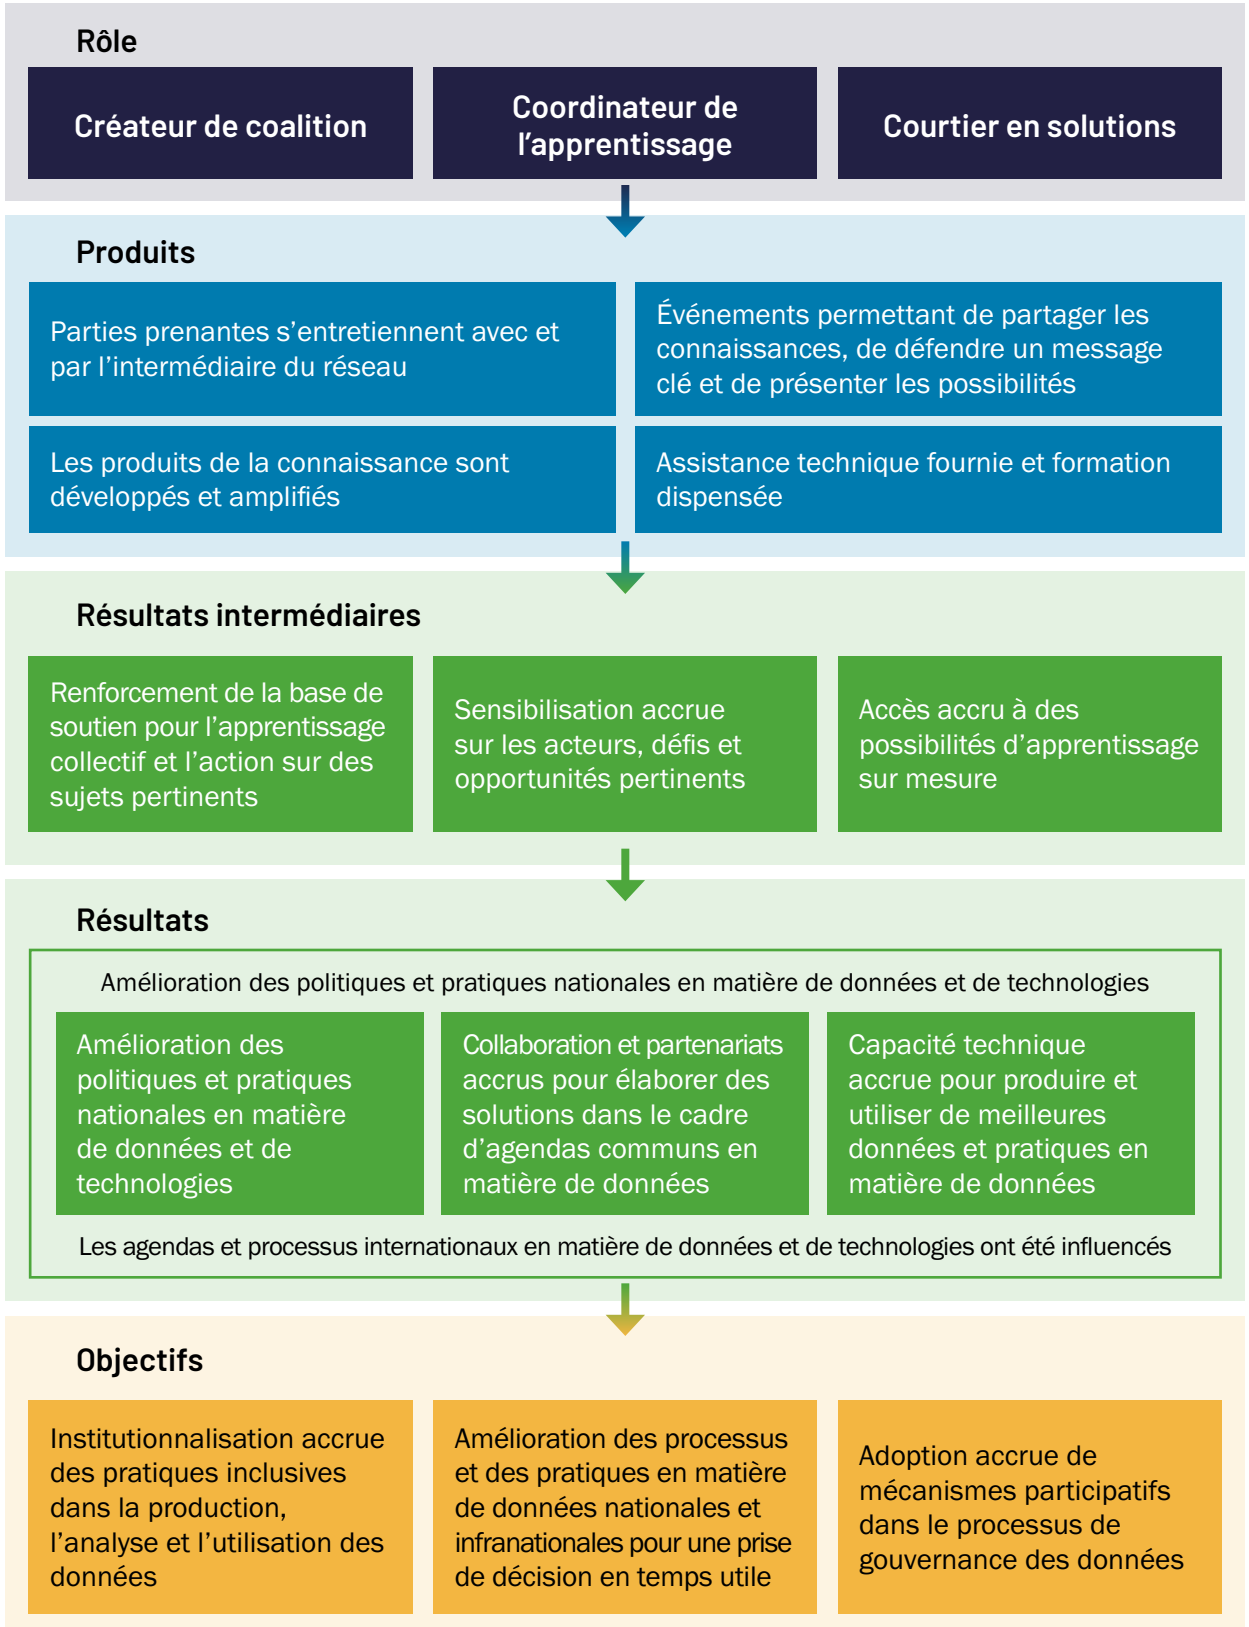 Rôle
Créateur de coalition
Coordinateur de
l’apprentissage
Courtier en solutions
Produits
Parties prenantes s’entretiennent avec et
par l’intermédiaire du réseau
Événements permettant de partager les
connaissances, de défendre un message
clé et de présenter les possibilités
Les produits de la connaissance sont
développés et amplifiés
Assistance technique fournie et formation
dispensée
Résultats intermédiaires
Renforcement de la base de
soutien pour l’apprentissage
collectif et l’action sur des
sujets pertinents
Sensibilisation accrue
sur les acteurs, défis et
opportunités pertinents
Accès accru à des
possibilités d’apprentissage
sur mesure
Résultats
Amélioration des politiques et pratiques nationales en matière de données et de technologies
Amélioration des
politiques et pratiques
nationales en matière
de données et de
technologies
Collaboration et partenariats
accrus pour élaborer des
solutions dans le cadre
d’agendas communs en
matière de données
Capacité technique
accrue pour produire et
utiliser de meilleures
données et pratiques en
matière de données
Les agendas et processus internationaux en matière de données et de technologies ont été influencés
Objectifs
Institutionnalisation accrue
des pratiques inclusives
dans la production,
l’analyse et l’utilisation des
données
Amélioration des processus
et des pratiques en matière
de données nationales et
infranationales pour une prise
de décision en temps utile
Adoption accrue de
mécanismes participatifs
dans le processus de
gouvernance des données